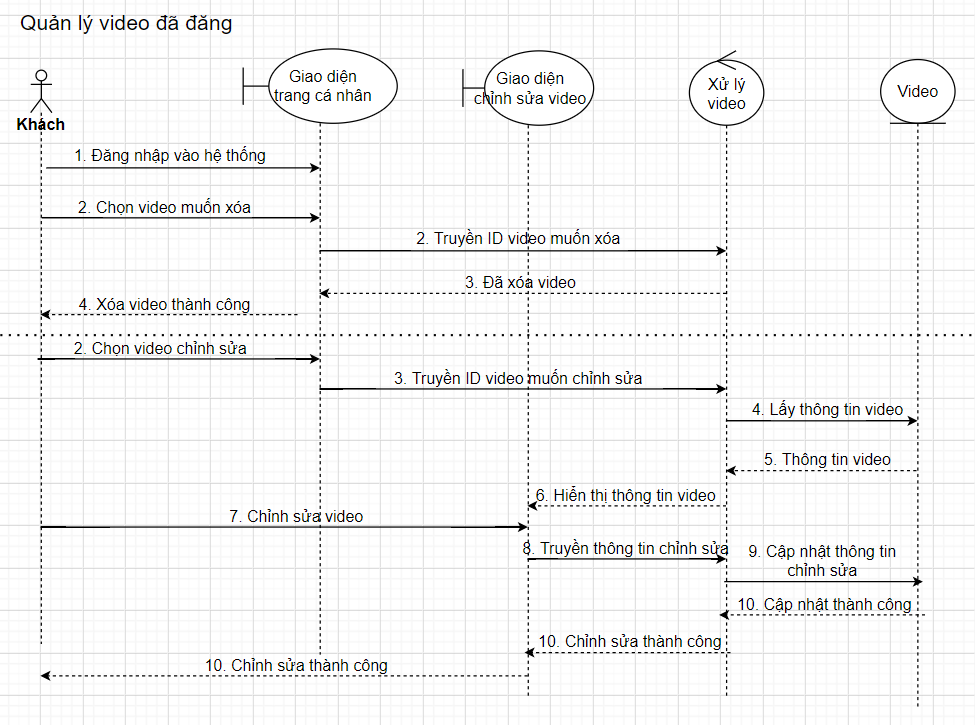 Quản lý video đã đăng
Giao diện
trang cá nhân
Giao diện
chỉnh sửa video
Xử lý
video
Video
Khách
1. Đăng nhập vào hệ thống
2. Chọn video muốn xóa
2. Truyền ID video muốn xóa
3. Đã xóa video
4. Xóa video thành công
2. Chọn video chỉnh sửa
3. Truyền ID video muốn chỉnh sửa
4. Lấy thông tin video
5. Thông tin video
6. Hiển thị thông tin video
7. Chỉnh sửa video
8. Truyền thông tin chỉnh sửa
9. Cập nhật thông tin
chỉnh sửa
10. Cập nhật thành công
10. Chỉnh sửa thành công
10. Chỉnh sửa thành công